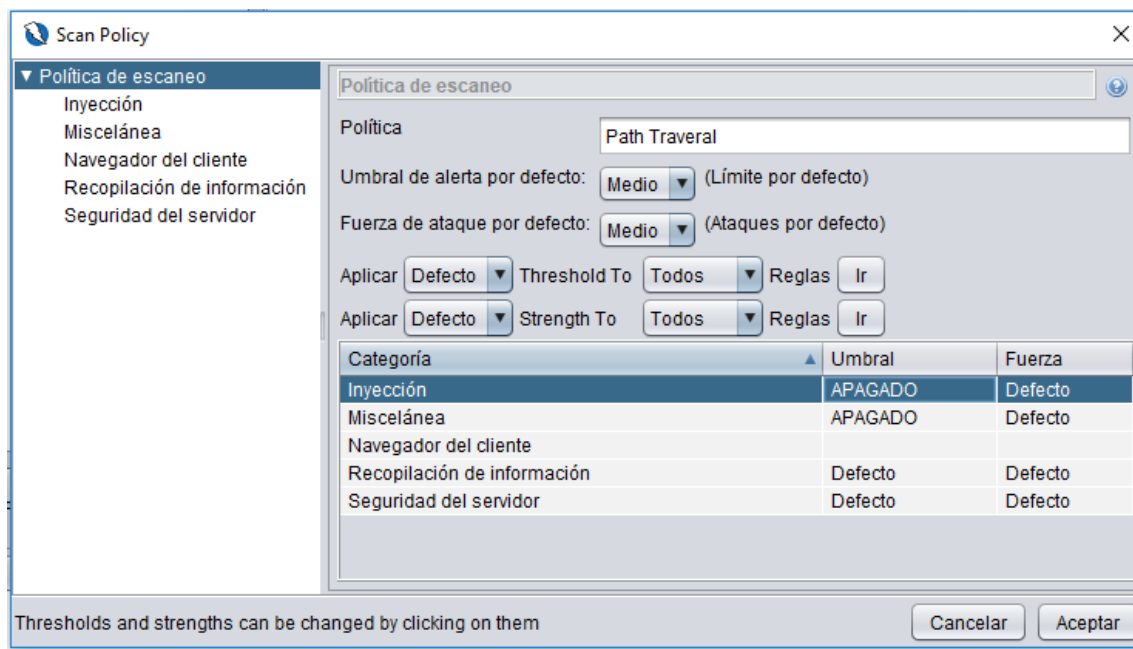 Scan Policy
Política de escaneo
Inyección
Miscelánea
Navegador del cliente
Recopilación de información
Seguridad del servidor
Política de escaneo
Política Path Traveral
Umbral de alerta por defecto: Medio (Límite por defecto)
Fuerza de ataque por defecto: Medio (Ataques por defecto)
Aplicar Defecto Threshold To Todos Reglas Ir
Aplicar Defecto Strength To Todos Reglas Ir
Categoría Umbral Fuerza
Inyección APAGADO Defecto
Miscelánea APAGADO Defecto
Navegador del cliente
Recopilación de información Defecto Defecto
Seguridad del servidor Defecto Defecto
Thresholds and strengths can be changed by clicking on them Cancelar Aceptar